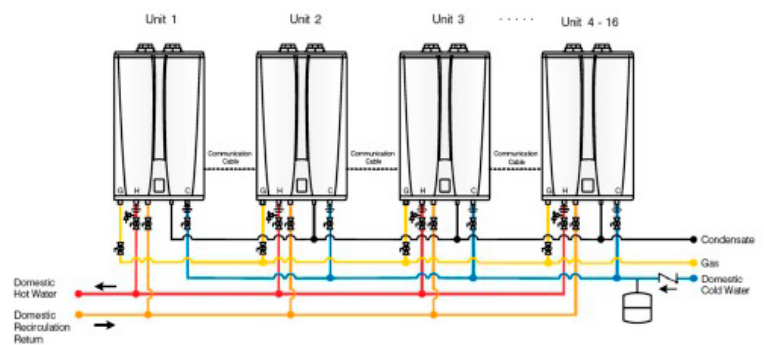 Unit 1
Unit 2
Unit 3
. . . . .
Unit 4 - 16
Communication
Cable
Communication
Cable
Communication
Cable
G H C
G H C
G H C
G H C
Condensate
Gas
Domestic
Hot Water
Domestic
Cold Water
Domestic
Recirculation
Return